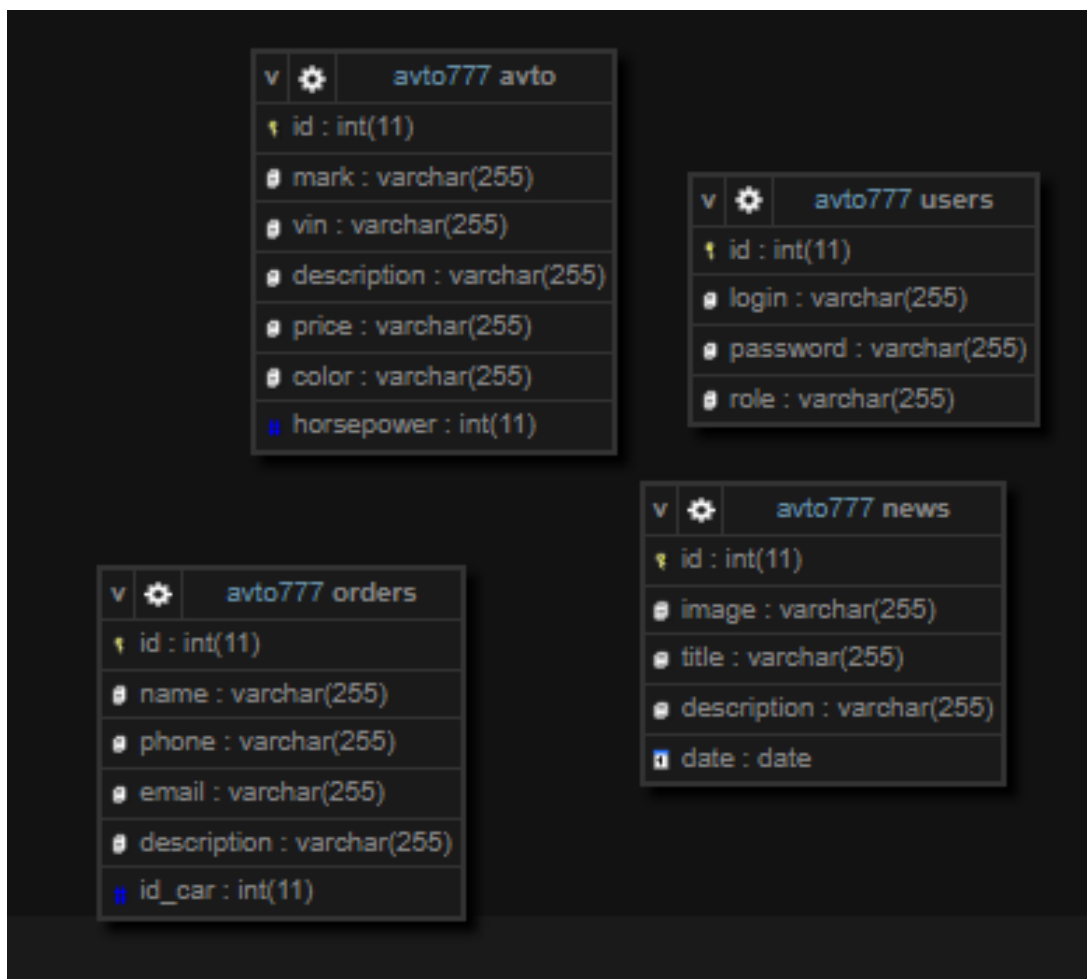 v avto777 avto
id : int(11)
mark : varchar(255)
vin : varchar(255)
description : varchar(255)
price : varchar(255)
color : varchar(255)
# horsepower : int(11)
v avto777 users
id : int(11)
login : varchar(255)
password : varchar(255)
role : varchar(255)
v avto777 news
id : int(11)
image : varchar(255)
title : varchar(255)
description : varchar(255)
date : date
v avto777 orders
id : int(11)
name : varchar(255)
phone : varchar(255)
email : varchar(255)
description : varchar(255)
# id_car : int(11)